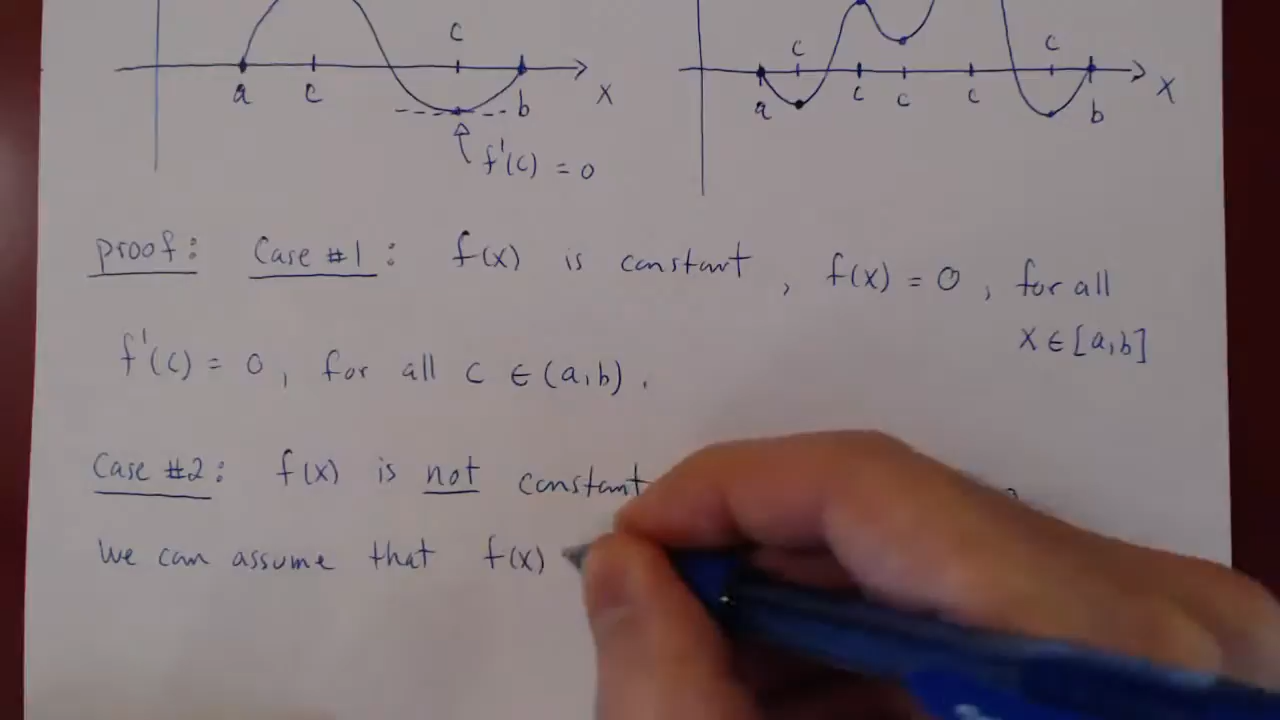 c
c
c
a
c
b
x
a
c
c
c
b
x
f'(c) = 0
proof: Case #1: f(x) is constant, f(x) = 0, for all
x ∈ [a,b]
f'(c) = 0, for all c ∈ (a,b).
Case #2: f(x) is not constant
We can assume that f(x)